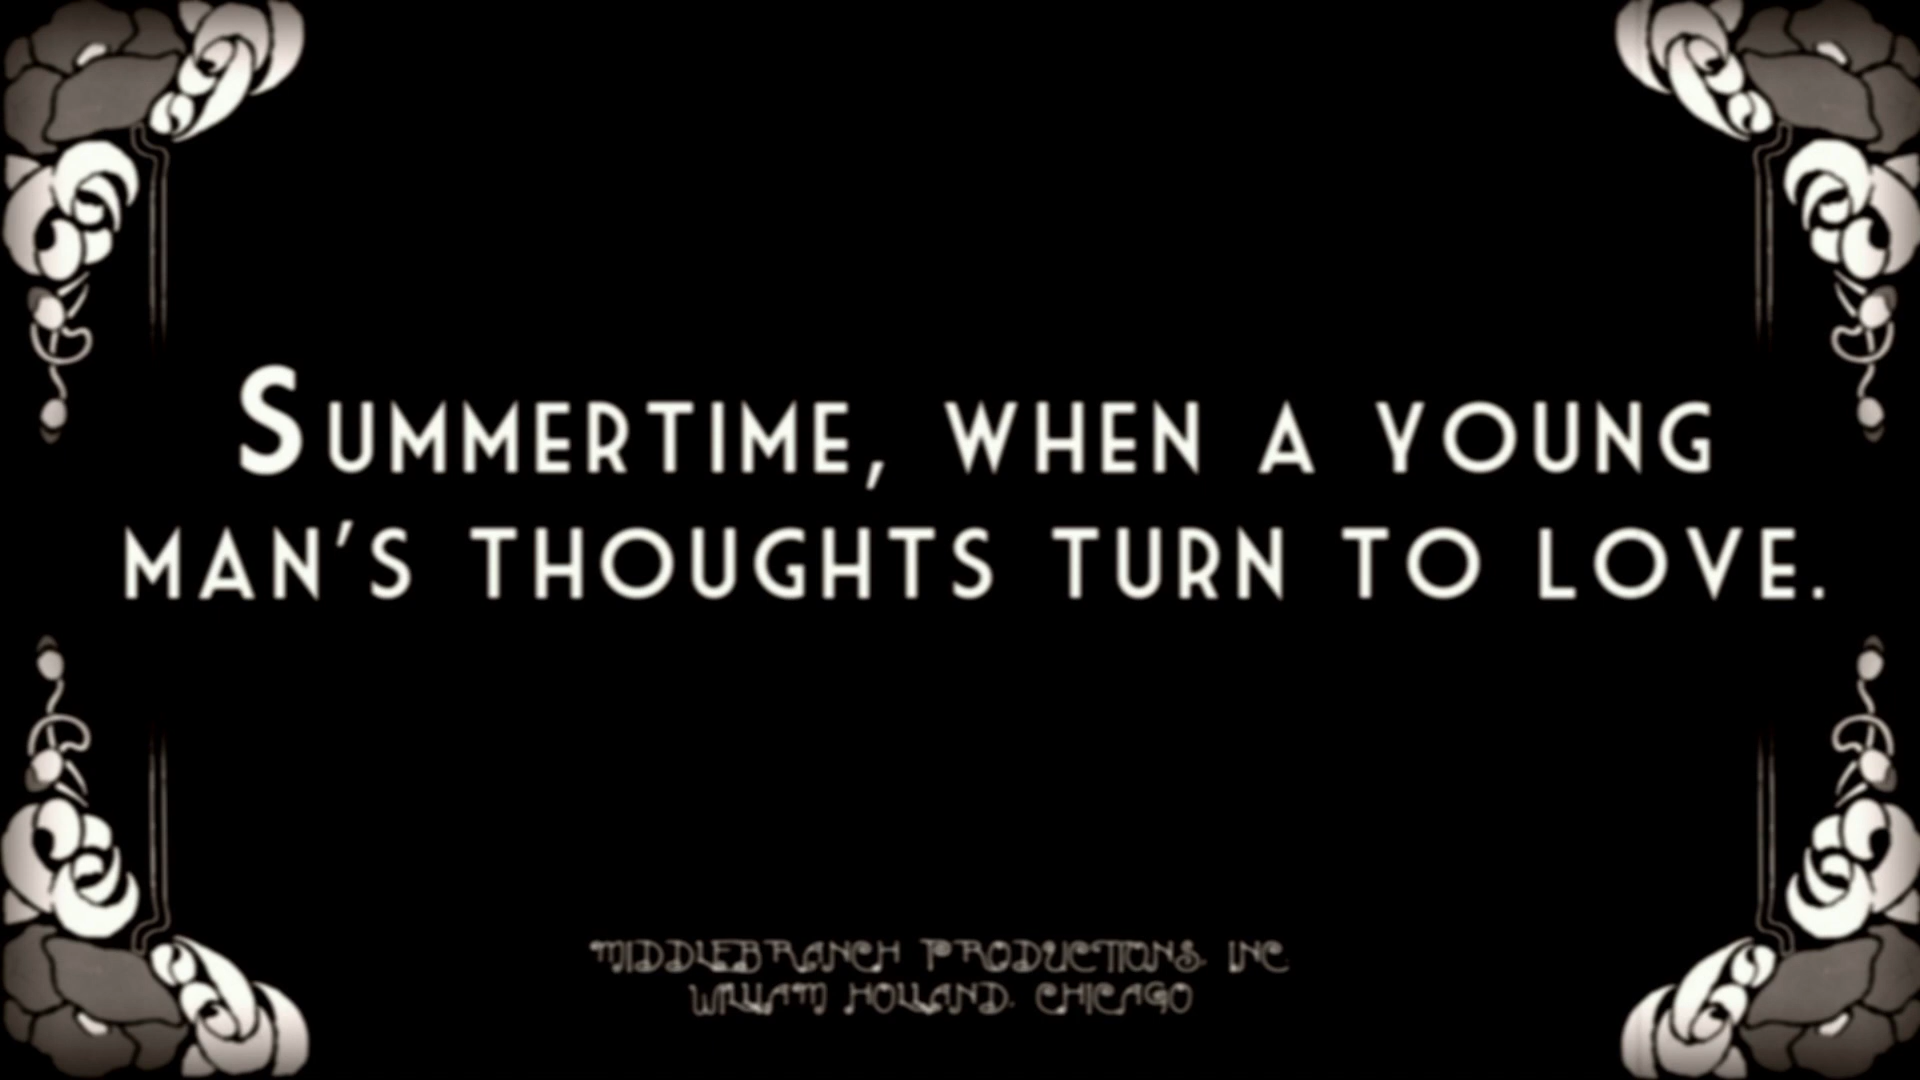 Summertime, when a young
man's thoughts turn to love.
MIDDLEBRANCH PRODUCTIONS, INC.
WILLIAM HOLLAND, CHICAGO